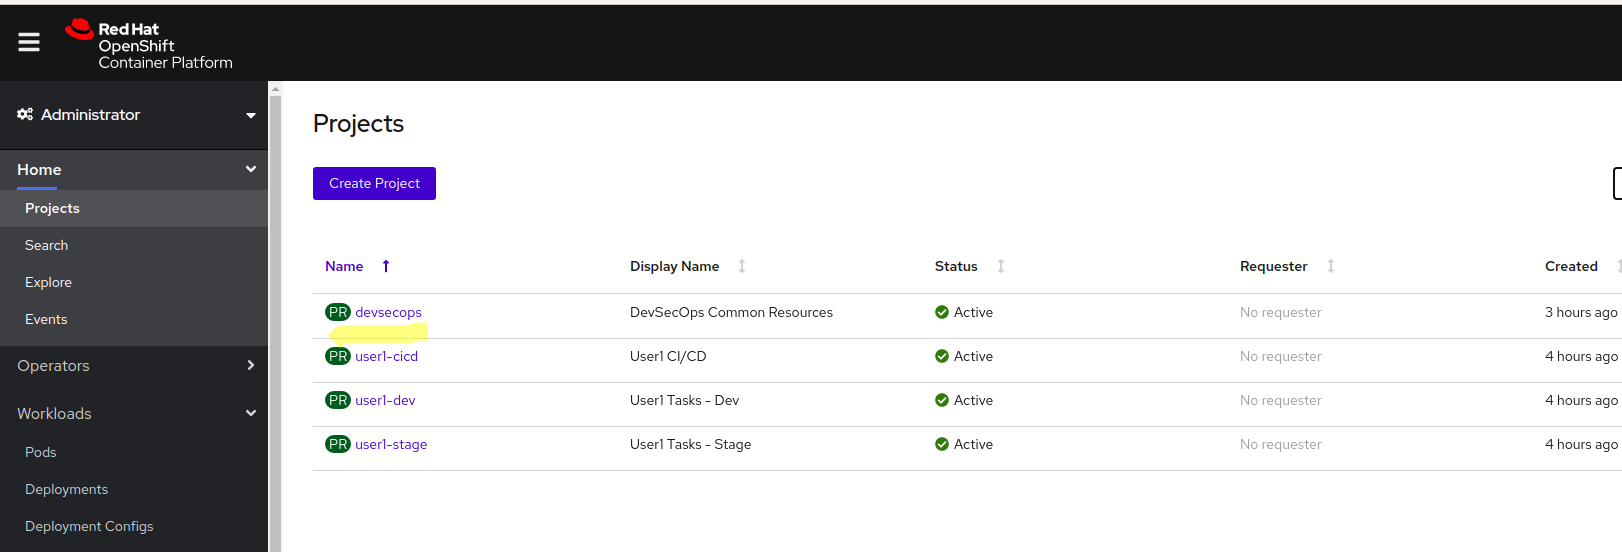 Red Hat
OpenShift
Container Platform
Administrator
Home
Projects
Search
Explore
Events
Operators
Workloads
Pods
Deployments
Deployment Configs
Projects
Create Project
Name Display Name Status Requester Created
PR devsecops DevSecOps Common Resources Active No requester 3 hours ago
PR user1-cicd User1 CI/CD Active No requester 4 hours ago
PR user1-dev User1 Tasks - Dev Active No requester 4 hours ago
PR user1-stage User1 Tasks - Stage Active No requester 4 hours ago